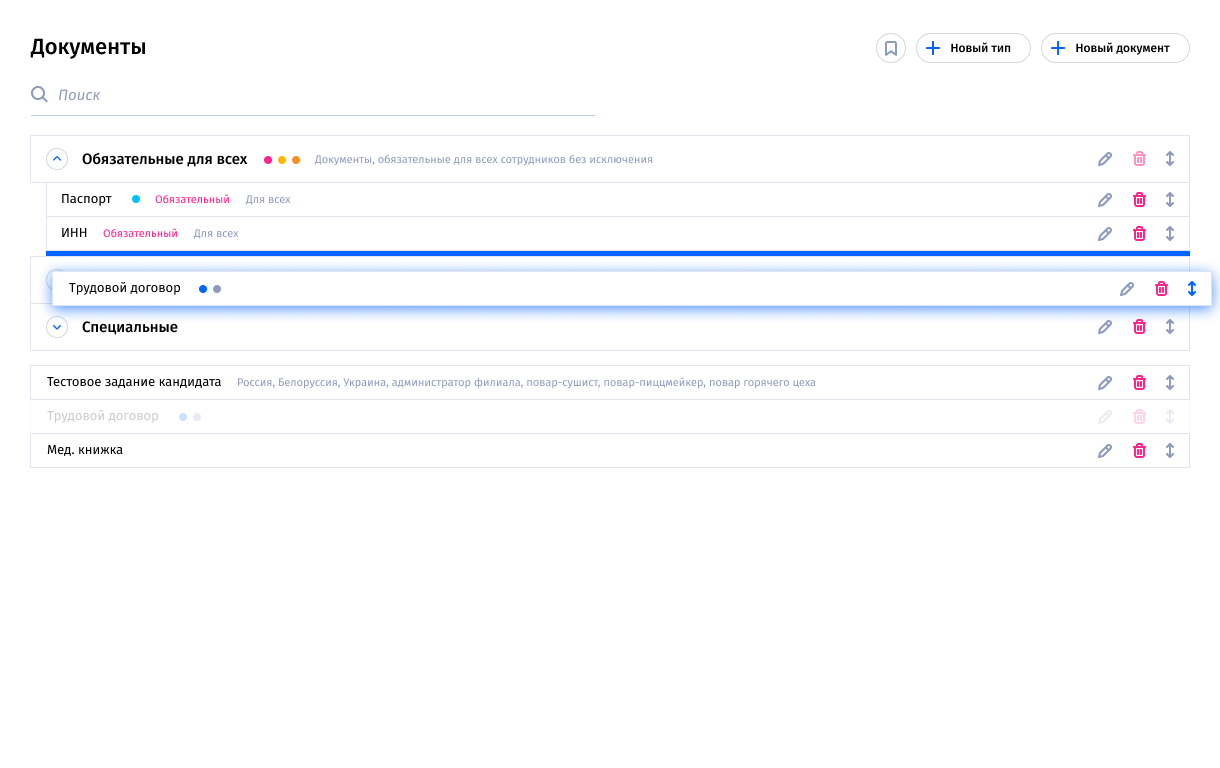 Документы
Новый тип
Новый документ
Поиск
Обязательные для всех Документы, обязательные для всех сотрудников без исключения
Паспорт Обязательный Для всех
ИНН Обязательный Для всех
Трудовой договор
Специальные
Тестовое задание кандидата Россия, Белоруссия, Украина, администратор филиала, повар-сушист, повар-пиццмейкер, повар горячего цеха
Трудовой договор
Мед. книжка